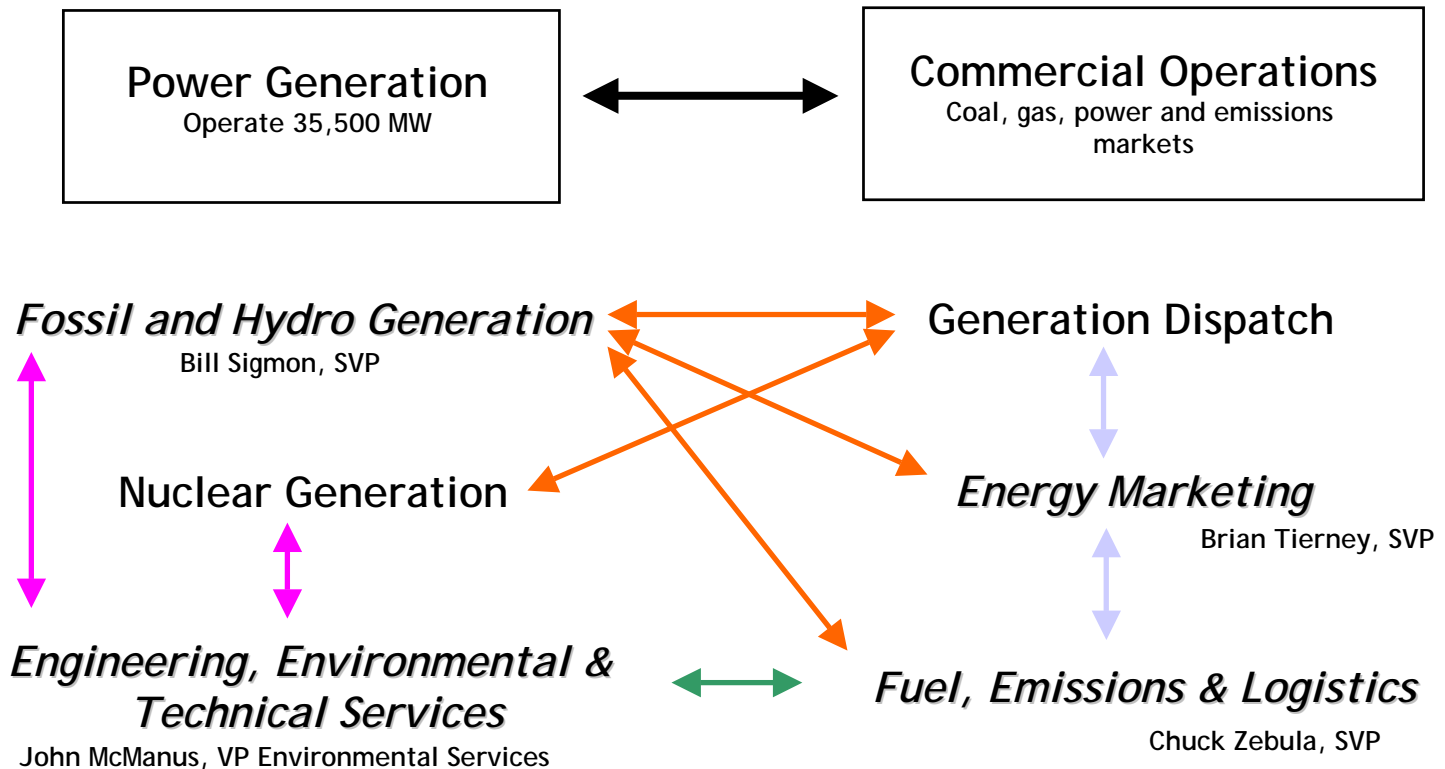 Power Generation
Operate 35,500 MW
Commercial Operations
Coal, gas, power and emissions
markets
Fossil and Hydro Generation
Bill Sigmon, SVP
Generation Dispatch
Nuclear Generation
Energy Marketing
Brian Tierney, SVP
Engineering, Environmental &
Technical Services
John McManus, VP Environmental Services
Fuel, Emissions & Logistics
Chuck Zebula, SVP